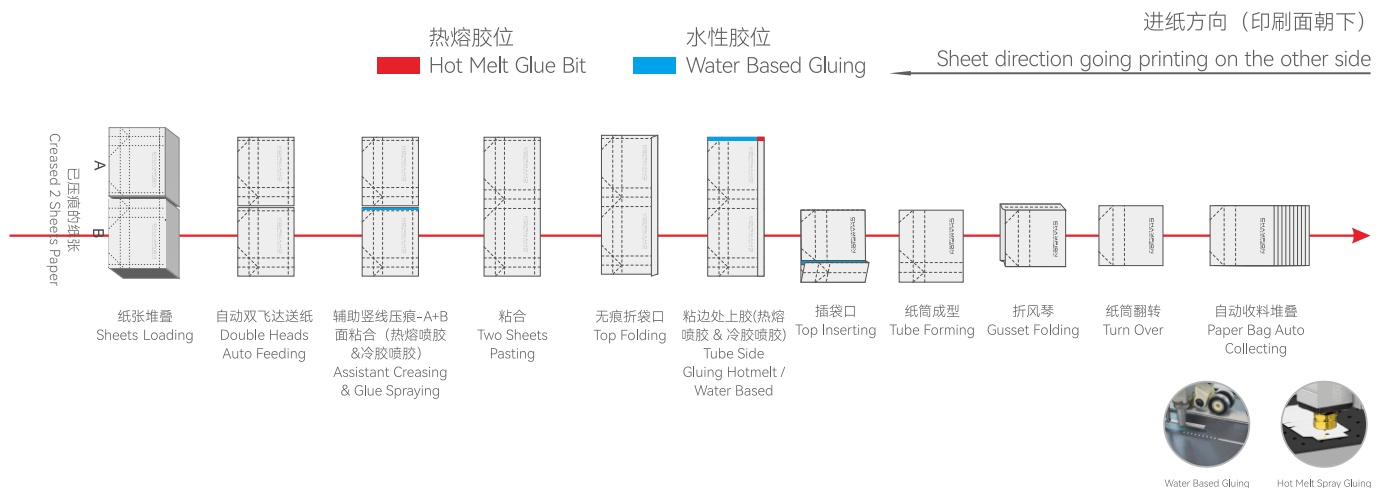 热熔胶位
Hot Melt Glue Bit
水性胶位
Water Based Gluing
进纸方向（印刷面朝下）
Sheet direction going printing on the other side
已压痕的纸张
Creased 2 Sheets Paper
A
B
纸张堆叠
Sheets Loading
自动双飞达送纸
Double Heads
Auto Feeding
辅助竖线压痕-A+B
面粘合（热熔喷胶
&冷胶喷胶）
Assistant Creasing
& Glue Spraying
粘合
Two Sheets
Pasting
无痕折袋口
Top Folding
粘边处上胶(热熔
喷胶 & 冷胶喷胶)
Tube Side
Gluing Hotmelt /
Water Based
插袋口
Top Inserting
纸筒成型
Tube Forming
折风琴
Gusset Folding
纸筒翻转
Turn Over
自动收料堆叠
Paper Bag Auto
Collecting
Water Based Gluing
Hot Melt Spray Gluing